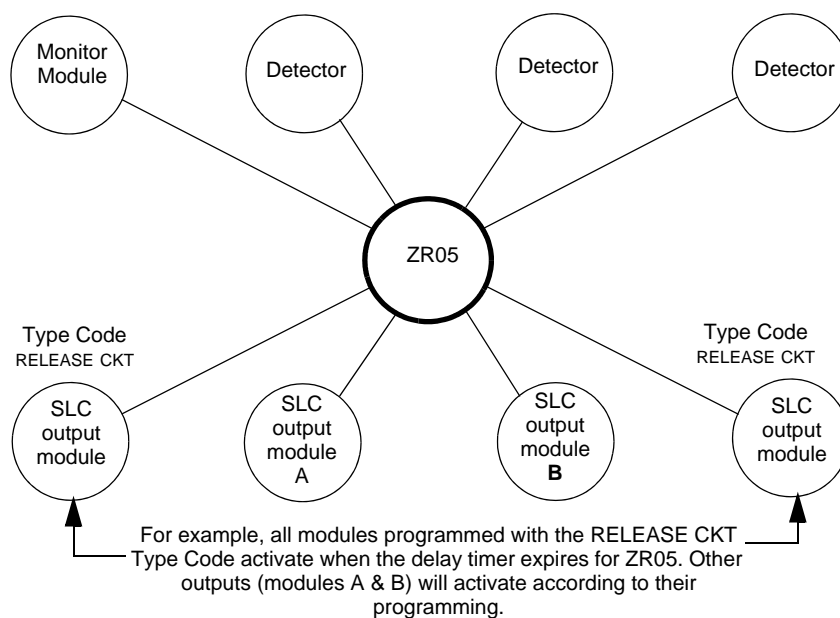 Monitor
Module
Detector
Detector
Detector
ZR05
Type Code
RELEASE CKT
Type Code
RELEASE CKT
SLC
output
module
SLC
output
module
A
SLC
output
module
B
SLC
output
module
For example, all modules programmed with the RELEASE CKT
Type Code activate when the delay timer expires for ZR05. Other
outputs (modules A & B) will activate according to their
programming.